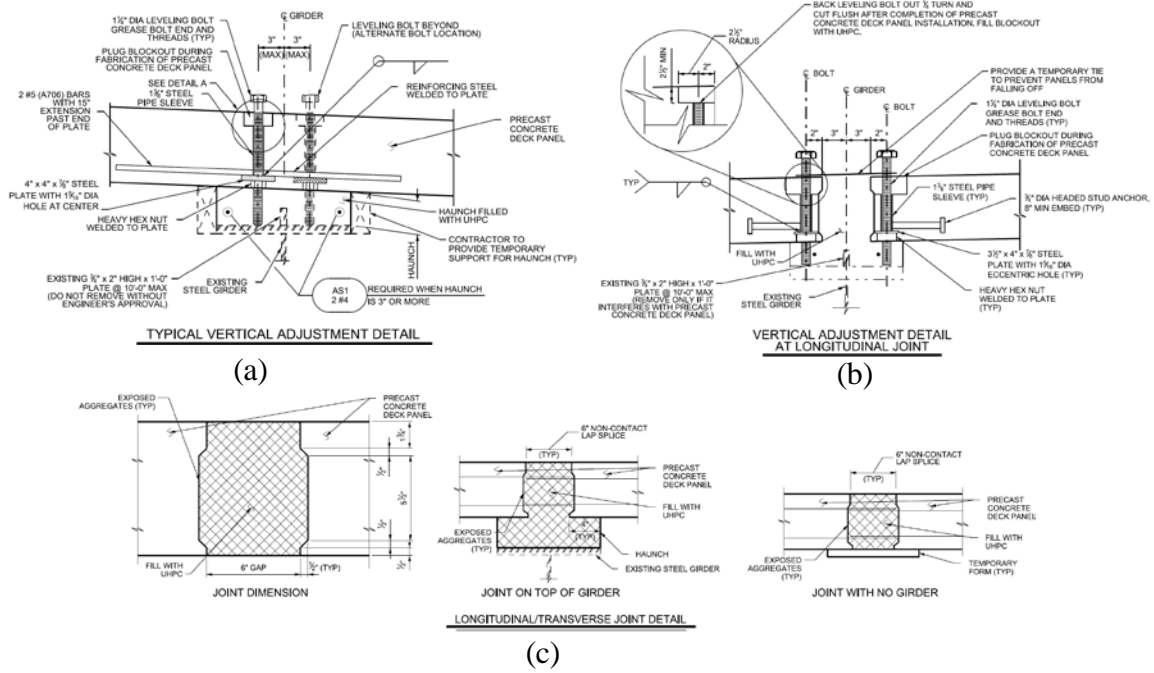 ℄ GIRDER
1¼" DIA LEVELING BOLT
GREASE BOLT END AND
THREADS (TYP)
PLUG BLOCKOUT DURING
FABRICATION OF PRECAST
CONCRETE DECK PANEL
SEE DETAIL A
STEEL
PIPE SLEEVE
2 #5 (A706) BARS
WITH 15"
EXTENSION
PAST END
OF PLATE
4" x 4" x ⅞" STEEL
PLATE WITH DIA
HOLE AT CENTER
HEAVY HEX NUT
WELDED TO PLATE
3" 3"
(MAX) (MAX)
LEVELING BOLT BEYOND
(ALTERNATE BOLT LOCATION)
REINFORCING STEEL
WELDED TO PLATE
PRECAST
CONCRETE
DECK PANEL
HAUNCH FILLED
WITH UHPC
CONTRACTOR TO
PROVIDE TEMPORARY
SUPPORT FOR HAUNCH (TYP)
HAUNCH
EXISTING x 2" HIGH x 1'-0"
PLATE @ 10'-0" MAX
(DO NOT REMOVE WITHOUT
ENGINEER'S APPROVAL)
EXISTING
STEEL GIRDER
AS1
2 #4
REQUIRED WHEN HAUNCH
IS 3" OR MORE
TYPICAL VERTICAL ADJUSTMENT DETAIL
(a)
BACK LEVELING BOLT OUT TURN AND
CUT FLUSH AFTER COMPLETION OF PRECAST
CONCRETE DECK PANEL INSTALLATION, FILL BLOCKOUT
WITH UHPC.
2½"
RADIUS
2½" MIN
2"
℄ BOLT
℄ GIRDER
℄ BOLT
2" 3" 3" 2"
PROVIDE A TEMPORARY TIE
TO PREVENT PANELS FROM
FALLING OFF
1¼" DIA LEVELING BOLT
GREASE BOLT END
AND THREADS (TYP)
PLUG BLOCKOUT DURING
FABRICATION OF PRECAST
CONCRETE DECK PANEL
STEEL PIPE
SLEEVE (TYP)
DIA HEADED STUD ANCHOR,
8" MIN EMBED (TYP)
TYP
FILL WITH
UHPC
3½" x 4" x ⅞" STEEL
PLATE WITH DIA
ECCENTRIC HOLE (TYP)
HEAVY HEX NUT
WELDED TO PLATE
(TYP)
EXISTING x 2" HIGH x 1'-0"
PLATE @ 10'-0" MAX
(REMOVE ONLY IF IT
INTERFERES WITH PRECAST
CONCRETE DECK PANEL)
EXISTING
STEEL GIRDER
VERTICAL ADJUSTMENT DETAIL
AT LONGITUDINAL JOINT
(b)
EXPOSED
AGGREGATES (TYP)
PRECAST
CONCRETE
DECK PANEL
½"
5½"
½"
½"
FILL WITH
UHPC
6" GAP
½" (TYP)
JOINT DIMENSION
6" NON-CONTACT
LAP SPLICE
(TYP)
PRECAST
CONCRETE
DECK PANEL
FILL WITH
UHPC
EXPOSED
AGGREGATES
(TYP)
4"
(TYP)
HAUNCH
EXISTING STEEL GIRDER
JOINT ON TOP OF GIRDER
6" NON-CONTACT
LAP SPLICE
(TYP)
PRECAST
CONCRETE
DECK PANEL
FILL WITH
UHPC
EXPOSED
AGGREGATES
(TYP)
TEMPORARY
FORM (TYP)
JOINT WITH NO GIRDER
LONGITUDINAL/TRANSVERSE JOINT DETAIL
(c)